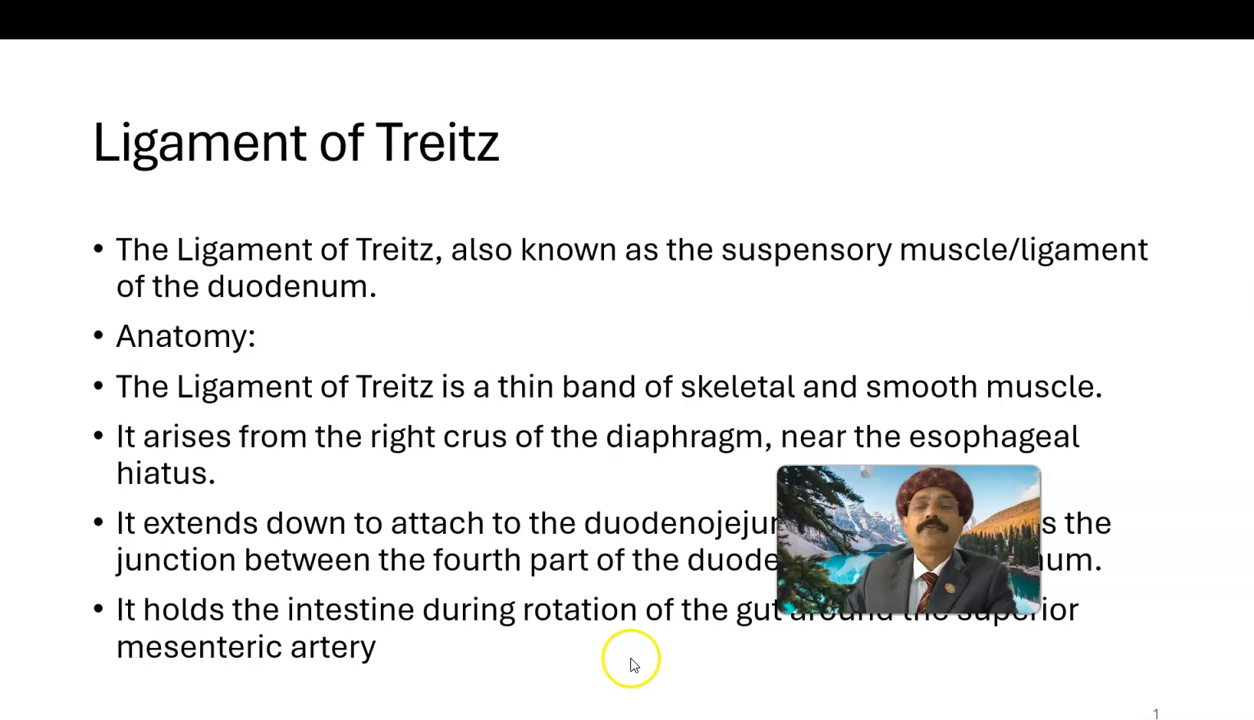 Ligament of Treitz
• The Ligament of Treitz, also known as the suspensory muscle/ligament
of the duodenum.
• Anatomy:
• The Ligament of Treitz is a thin band of skeletal and smooth muscle.
• It arises from the right crus of the diaphragm, near the esophageal
hiatus.
• It extends down to attach to the the
junction between the fourth part of the
• It holds the intestine during rotation of the gut around the superior
mesenteric artery
1